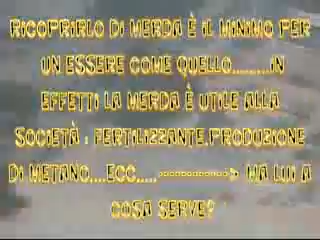 RICOPRIRLO DI MERDA È IL MINIMO PER
UN ESSERE COME QUELLO.........IN
EFFETTI LA MERDA È UTILE ALLA
SOCIETÀ : FERTILIZZANTE,PRODUZIONE
DI METANO....ECC.....------------> MA LUI A
COSA SERVE?